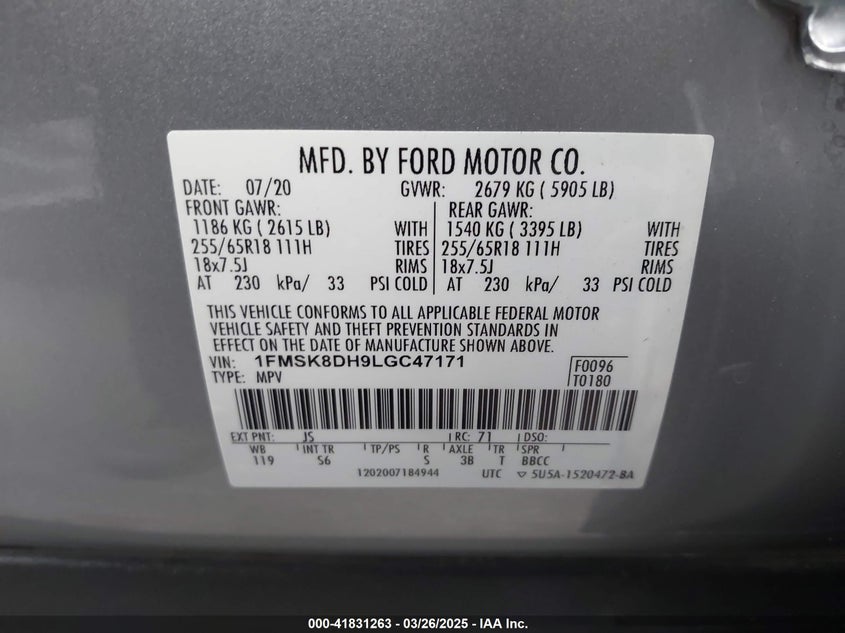 MFD. BY FORD MOTOR CO.
DATE: 07/20 GVWR: 2679 KG ( 5905 LB)
FRONT GAWR: REAR GAWR:
1186 KG ( 2615 LB) WITH 1540 KG ( 3395 LB) WITH
255/65R18 111H TIRES 255/65R18 111H TIRES
18x7.5J RIMS 18x7.5J RIMS
AT 230 kPa/ 33 PSI COLD AT 230 kPa/ 33 PSI COLD
THIS VEHICLE CONFORMS TO ALL APPLICABLE FEDERAL MOTOR
VEHICLE SAFETY AND THEFT PREVENTION STANDARDS IN
EFFECT ON THE DATE OF MANUFACTURE SHOWN ABOVE.
VIN: 1FMSK8DH9LGC47171 F0096
TYPE: MPV T0180
EXT PNT: JS RC: 71 DSO:
WB INT TR TP/PS R AXLE TR SPR
119 S6 S 3B T BBCC
1202007184944 UTC ▽ 5U5A-1520472-BA
000-41831263 - 03/26/2025 - IAA Inc.